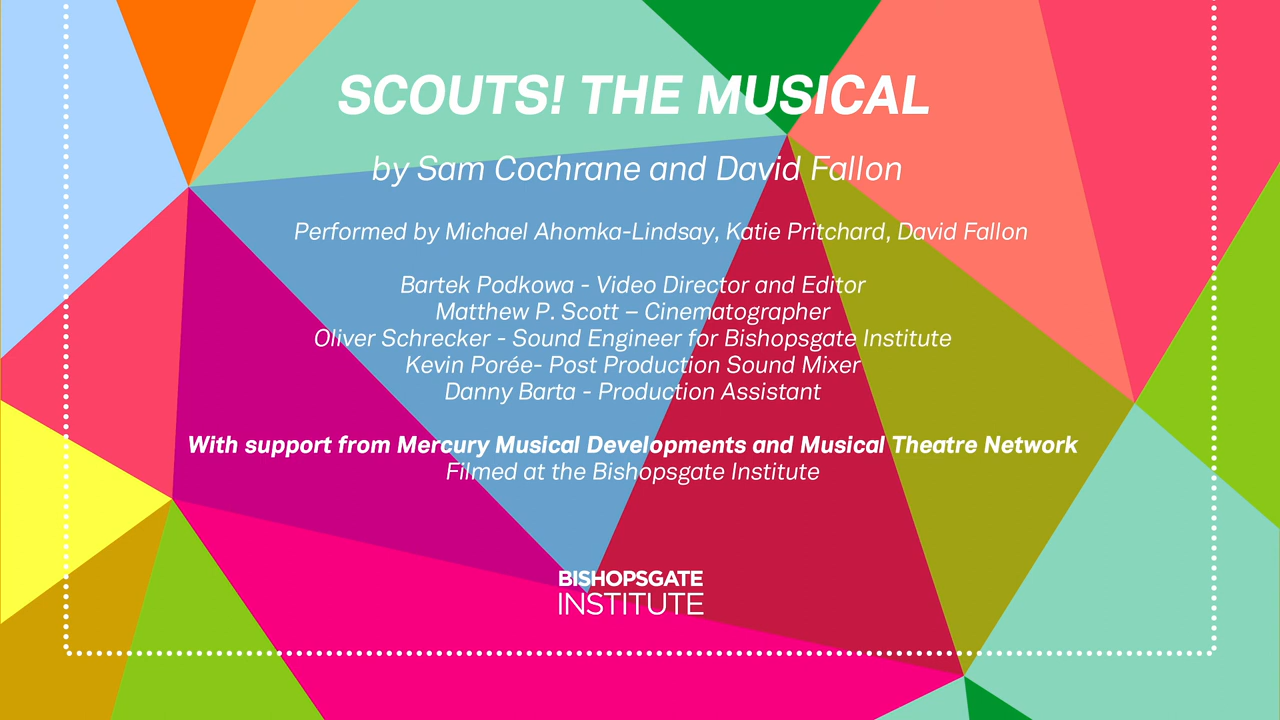 SCOUTS! THE MUSICAL
by Sam Cochrane and David Fallon
Performed by Michael Ahomka-Lindsay, Katie Pritchard, David Fallon
Bartek Podkowa - Video Director and Editor
Matthew P. Scott – Cinematographer
Oliver Schrecker - Sound Engineer for Bishopsgate Institute
Kevin Porée- Post Production Sound Mixer
Danny Barta - Production Assistant
With support from Mercury Musical Developments and Musical Theatre Network
Filmed at the Bishopsgate Institute
BISHOPSGATE
INSTITUTE